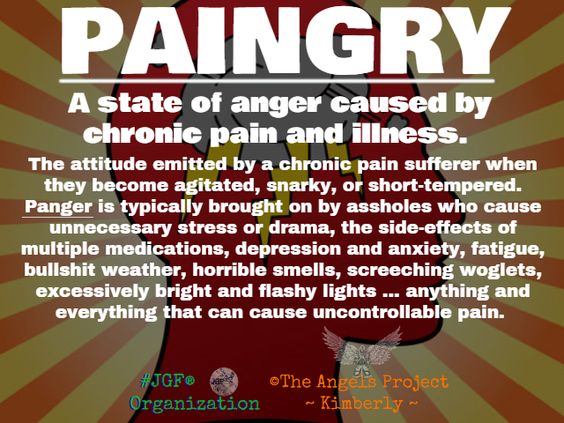 PAINGRY
A state of anger caused by
chronic pain and illness.
The attitude emitted by a chronic pain sufferer when
they become agitated, snarky, or short-tempered.
Panger is typically brought on by assholes who cause
unnecessary stress or drama, the side-effects of
multiple medications, depression and anxiety, fatigue,
bullshit weather, horrible smells, screeching woglets,
excessively bright and flashy lights ... anything and
everything that can cause uncontrollable pain.
#JGF®
Organization
©The Angels Project
~ Kimberly ~